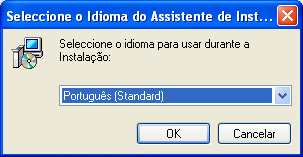 Seleccione o Idioma do Assistente de Inst...
Seleccione o idioma para usar durante a
Instalação:
Português (Standard)
OK
Cancelar